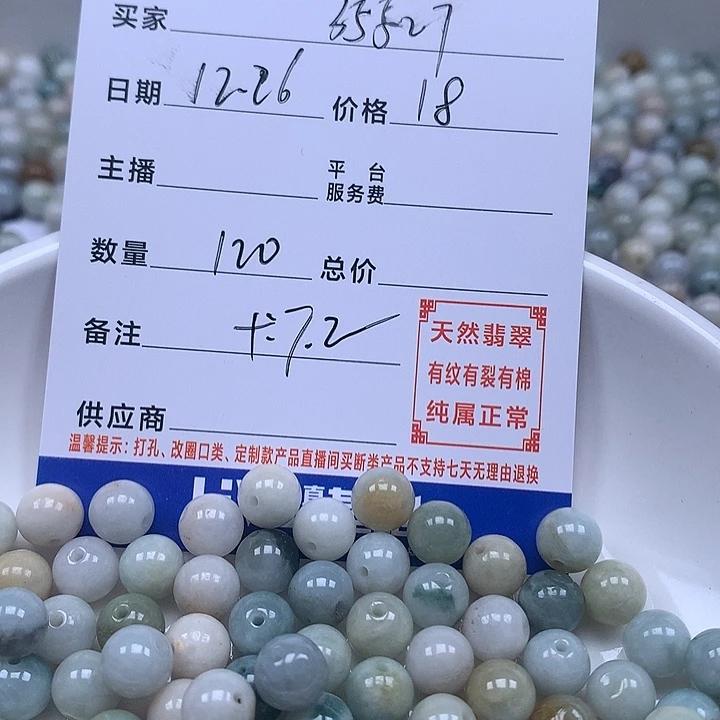 买家 65527
日期 12-26 价格 18
主播 平台服务费
数量 120 总价
备注 7.2
供应商
天然翡翠
有纹有裂有棉
纯属正常
温馨提示：打孔、改圈口类、定制款产品直播间买断类产品不支持七天无理由退换